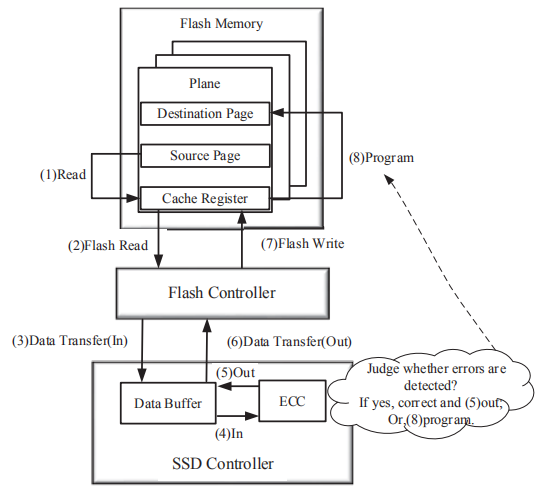 Flash Memory
Plane
Destination Page
Source Page
Cache Register
(1)Read
(8)Program
(2)Flash Read
(7)Flash Write
Flash Controller
(3)Data Transfer(In)
(6)Data Transfer(Out)
(5)Out
Data Buffer
ECC
(4)In
SSD Controller
Judge whether errors are
detected?
If yes, correct and (5)out;
Or,(8)program.